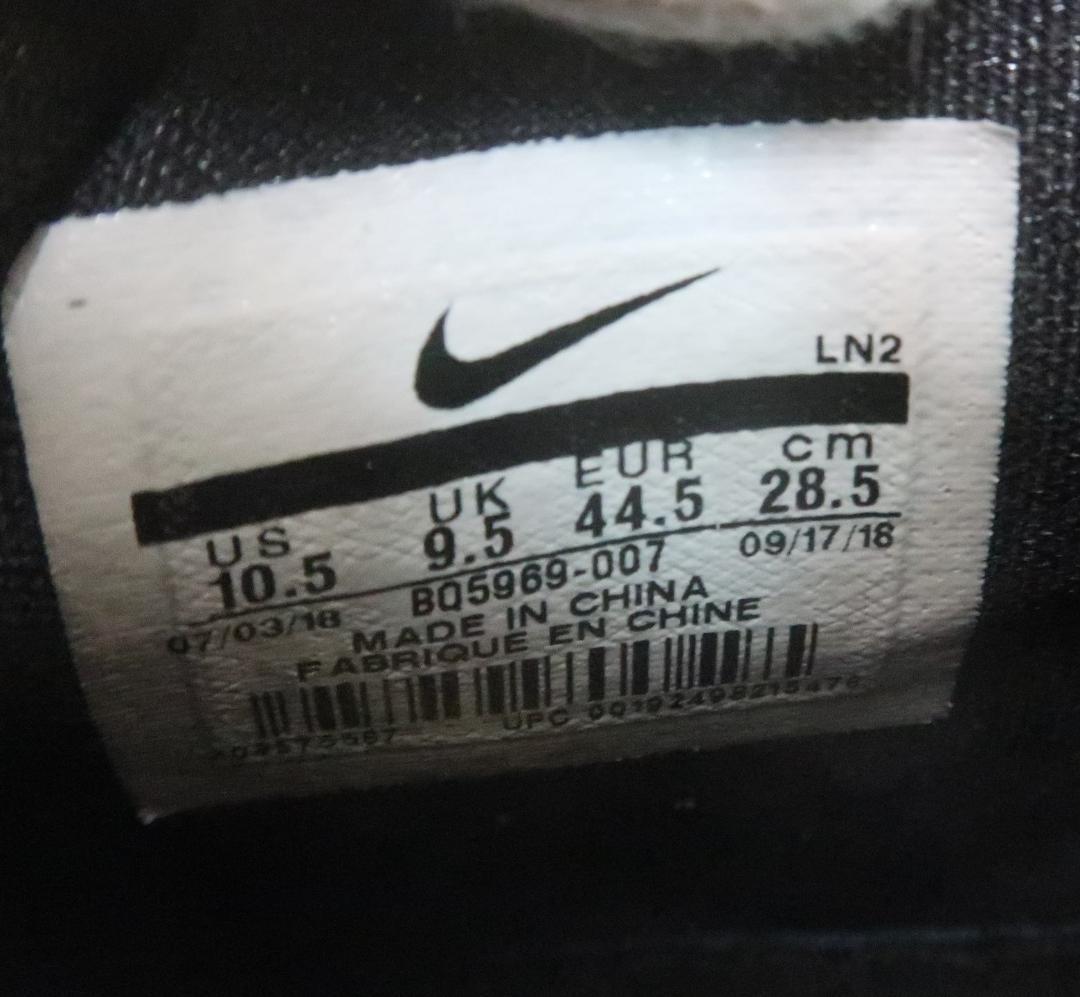 LN2
US UK EUR cm
10.5 9.5 44.5 28.5
07/03/18 BQ5969-007 09/17/18
MADE IN CHINA
FABRIQUE EN CHINE
UPC